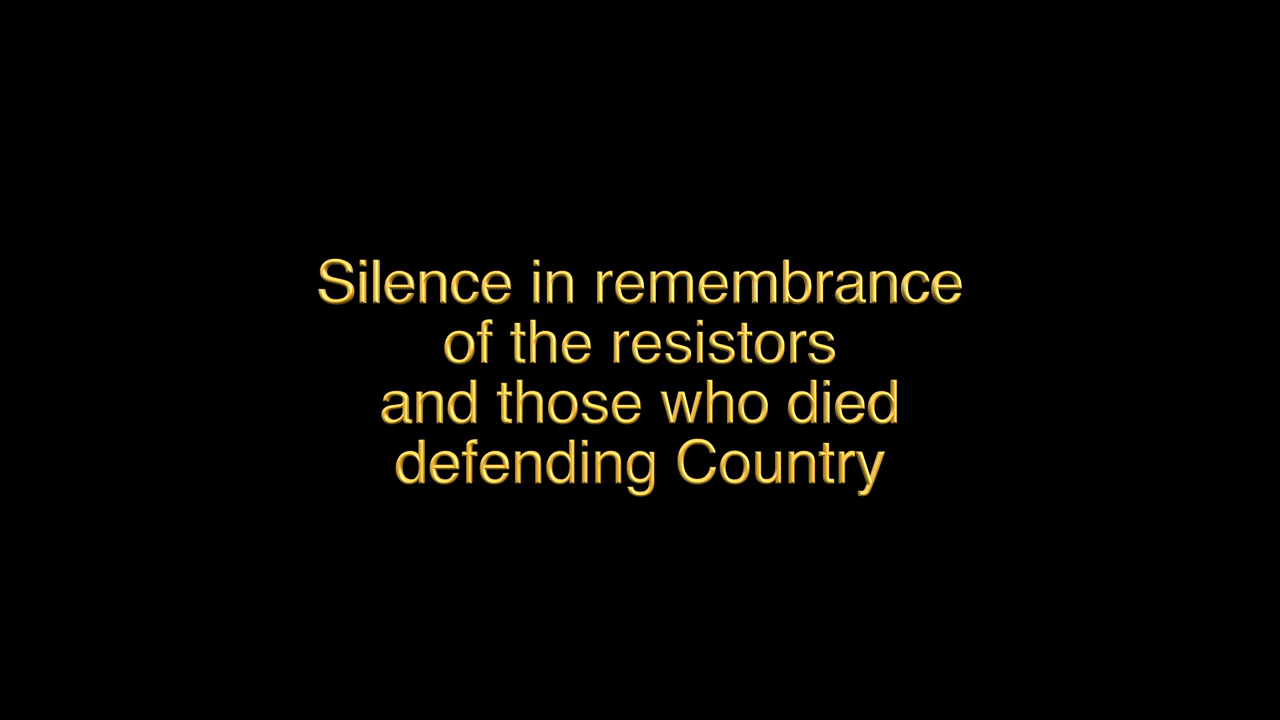 Silence in remembrance
of the resistors
and those who died
defending Country